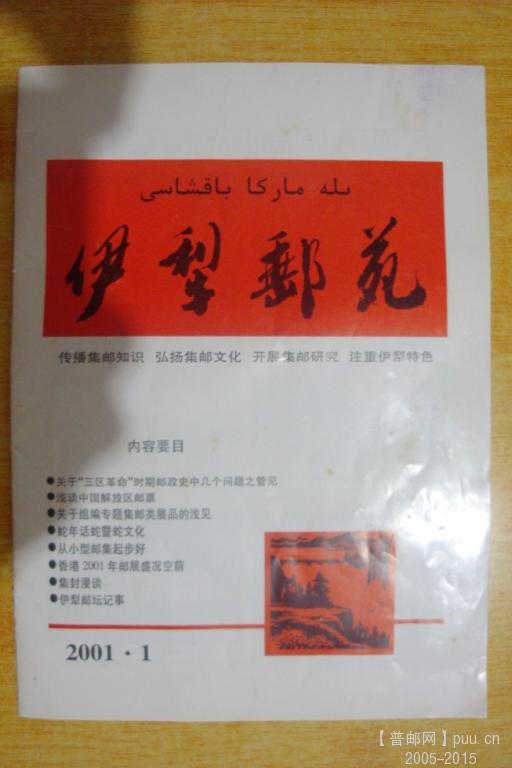 ىله ماركا باقشاسى
伊犁郵苑
传播集邮知识 弘扬集邮文化 开展集邮研究 注重伊犁特色
内容要目
●关于“三区革命”时期邮政史中几个问题之管见
●浅谈中国解放区邮票
●关于组编专题集邮类展品的浅见
●蛇年话蛇暨蛇文化
●从小型邮集起步好
●香港2001年邮展盛况空前
●集封漫谈
●伊犁邮坛记事
2001·1
【普邮网】puu.cn
2005-2015